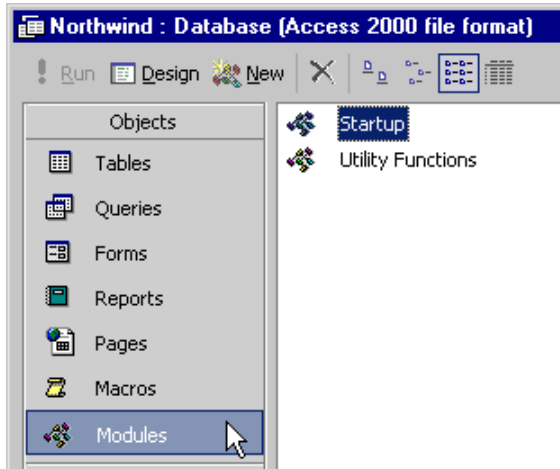 Northwind : Database (Access 2000 file format)
Run Design New
Objects
Tables
Queries
Forms
Reports
Pages
Macros
Modules
Startup
Utility Functions